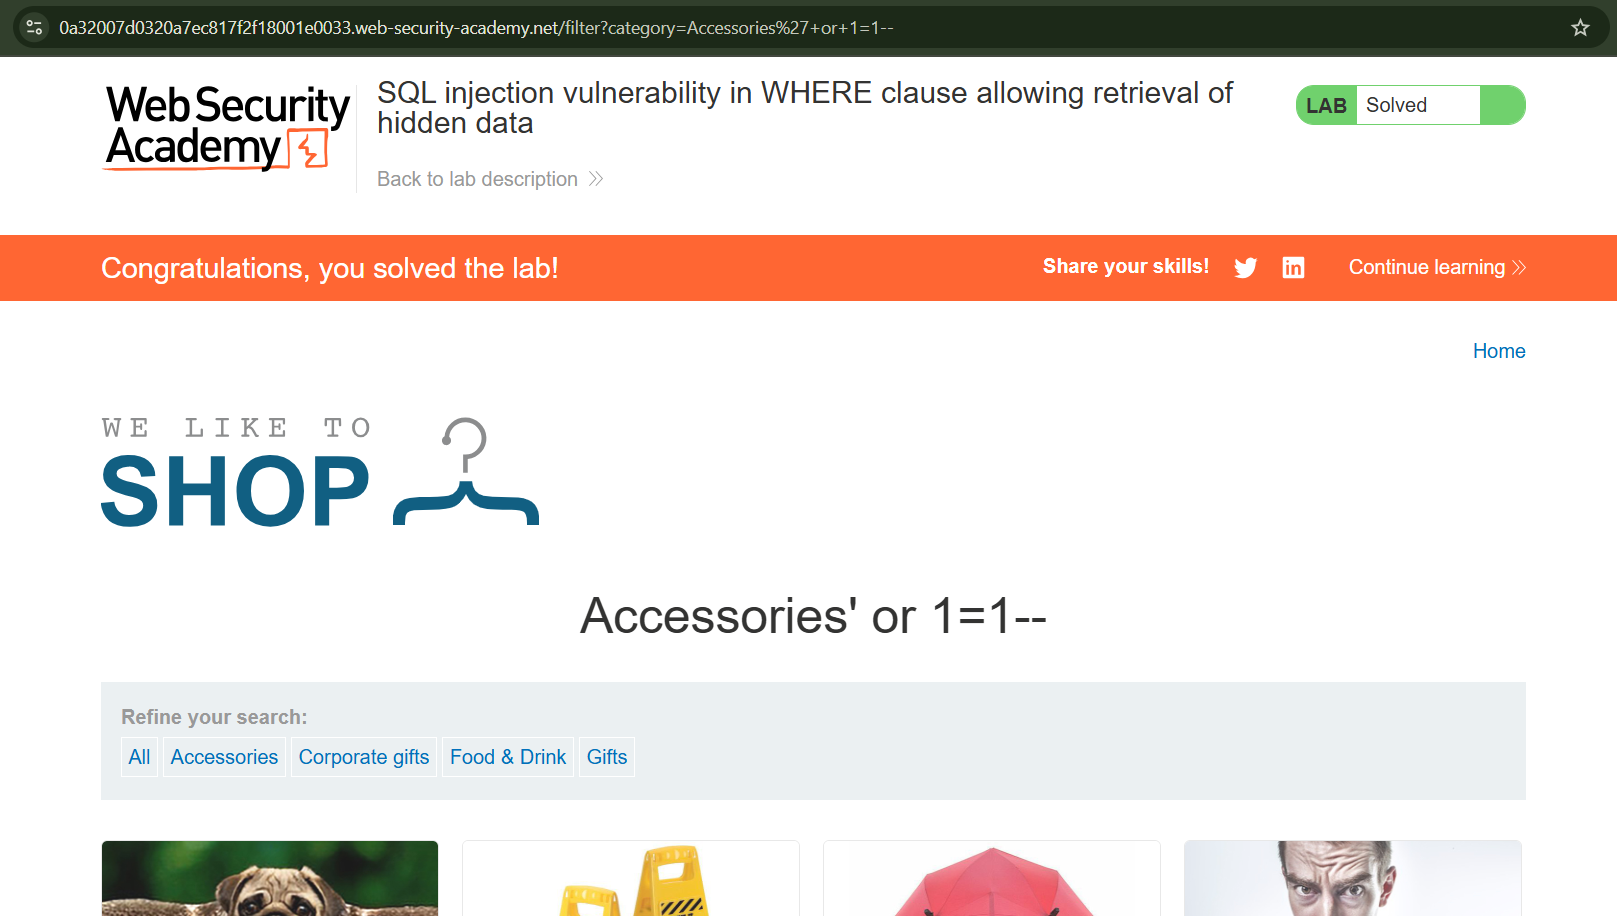 0a32007d0320a7ec817f2f18001e0033.web-security-academy.net/filter?category=Accessories%27+or+1=1--
Web Security
Academy
SQL injection vulnerability in WHERE clause allowing retrieval of
hidden data
Back to lab description
LAB Solved
Congratulations, you solved the lab!
Share your skills!
Continue learning
Home
WE LIKE TO
SHOP
Accessories' or 1=1--
Refine your search:
All Accessories Corporate gifts Food & Drink Gifts